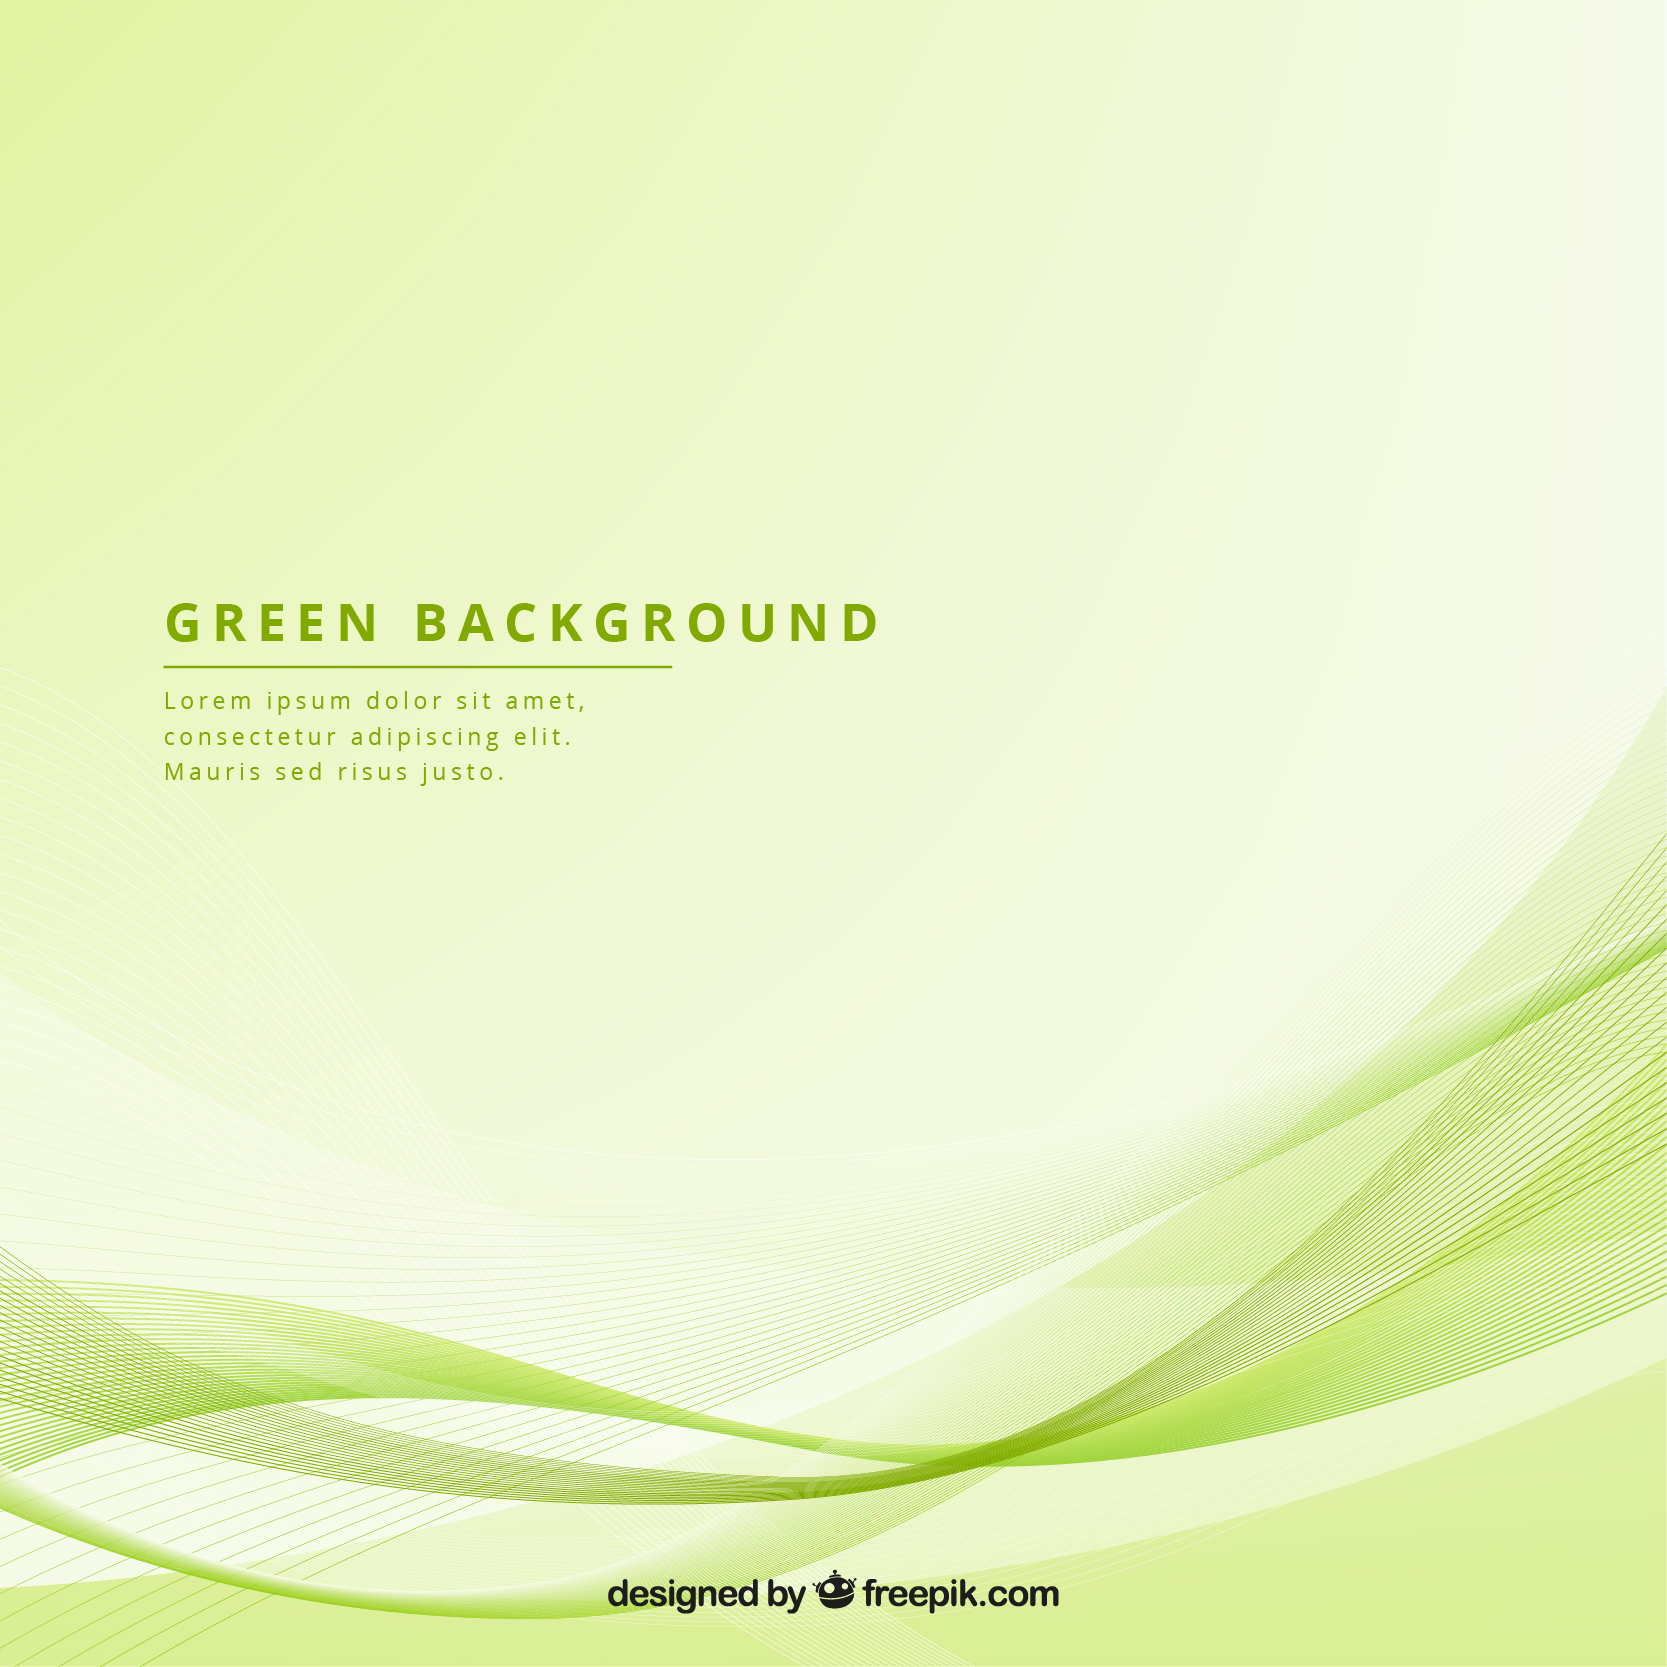 GREEN BACKGROUND
Lorem ipsum dolor sit amet,
consectetur adipiscing elit.
Mauris sed risus justo.
designed by freepik.com